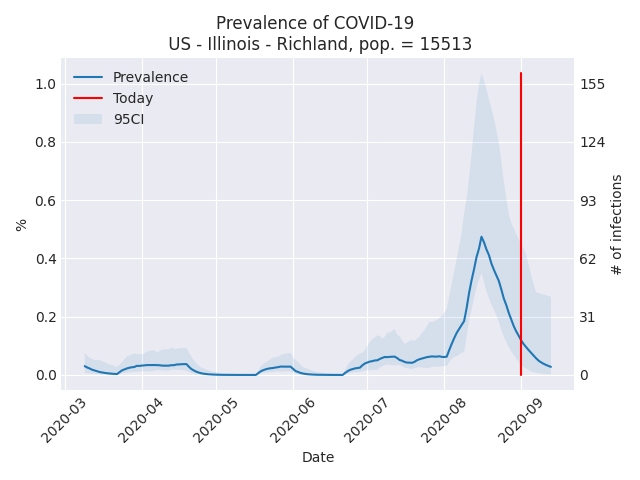 Prevalence of COVID-19
US - Illinois - Richland, pop. = 15513
Prevalence
Today
95CI
1.0
0.8
0.6
0.4
0.2
0.0
%
155
124
93
62
31
0
# of infections
2020-03
2020-04
2020-05
2020-06
2020-07
2020-08
2020-09
Date